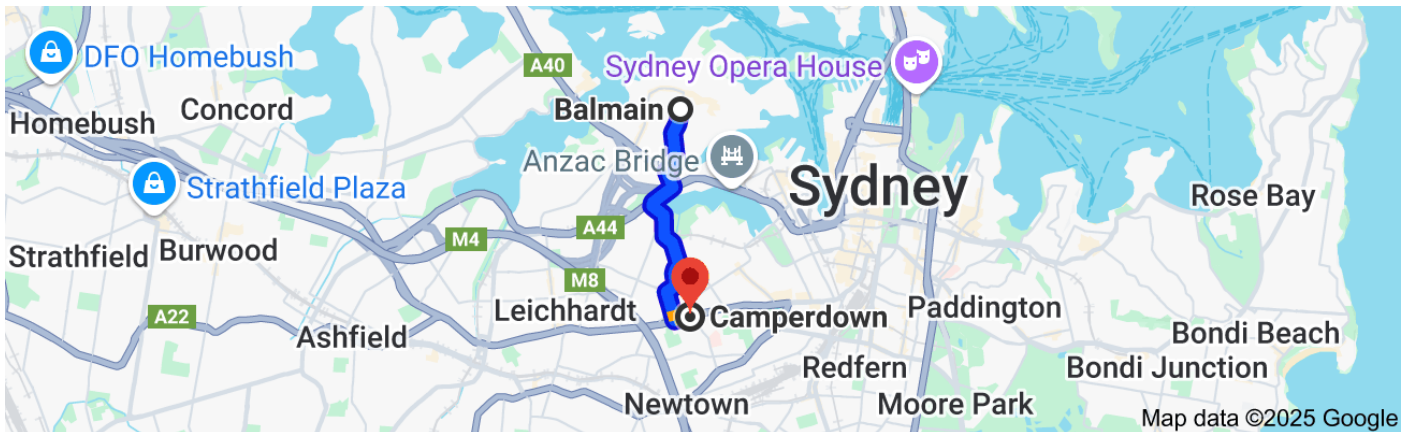 DFO Homebush
A40
Sydney Opera House
Concord
Balmain
Homebush
Anzac Bridge
Sydney
Strathfield Plaza
Rose Bay
A44
M4
Strathfield
Burwood
M8
Leichhardt
Paddington
A22
Camperdown
Ashfield
Bondi Beach
Redfern
Bondi Junction
Newtown
Moore Park
Map data ©2025 Google